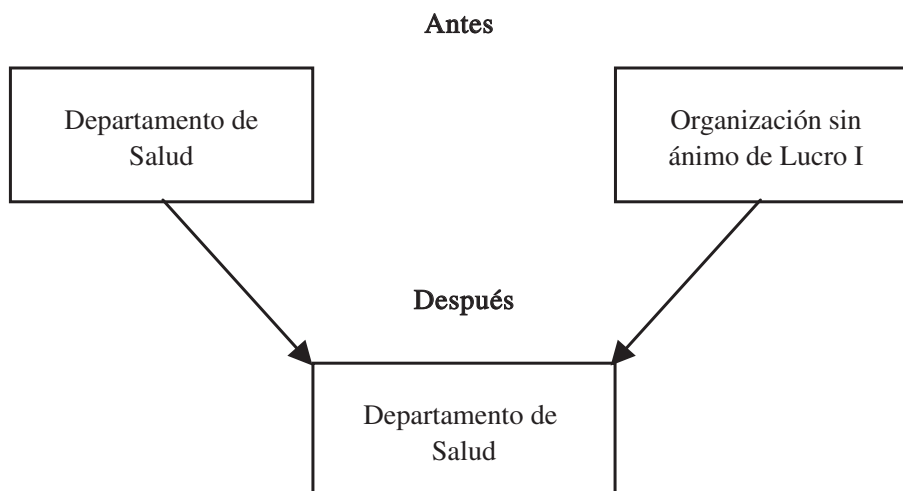 Antes
Departamento de
Salud
Organización sin
ánimo de Lucro I
Después
Departamento de
Salud